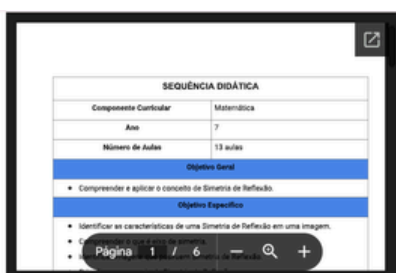 SEQUÊNCIA DIDÁTICA
Componente Curricular Matemática
Ano 7
Número de Aulas 13 aulas
Objetivo Geral
Compreender e aplicar o conceito de Simetria de Reflexão.
Objetivo Específico
Identificar as características de uma Simetria de Reflexão em uma imagem.
Página 1 / 6